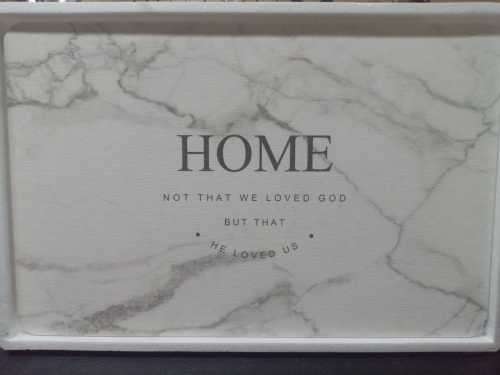 HOME
NOT THAT WE LOVED GOD
BUT THAT
• HE LOVED US •